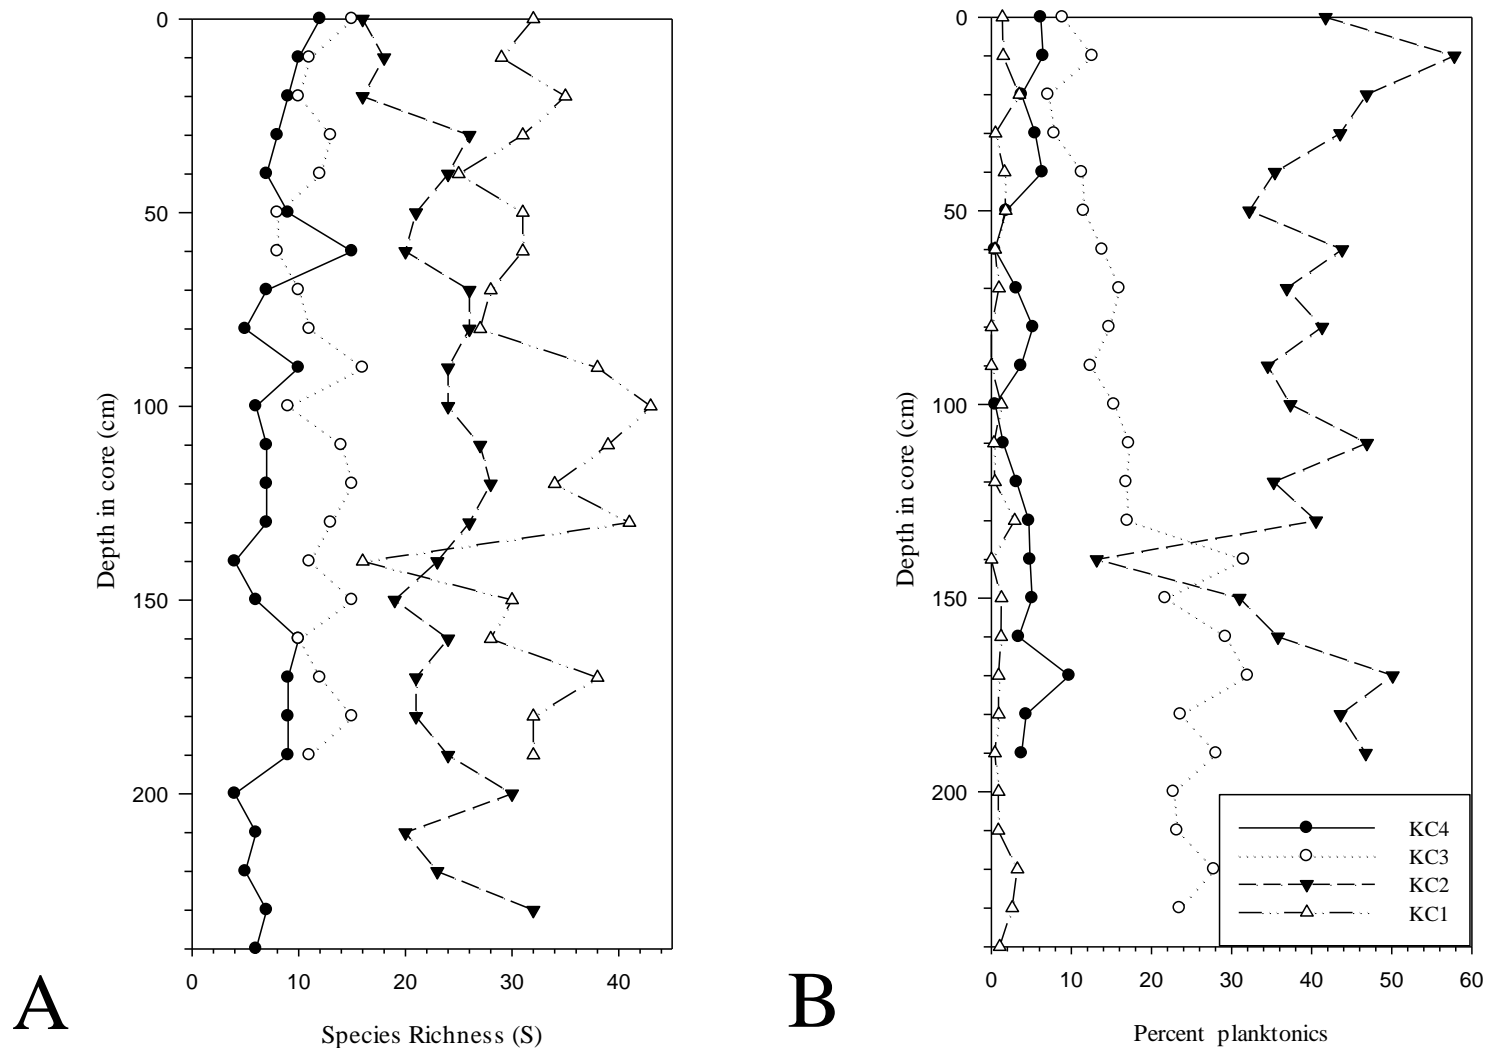 0
50
100
150
200
Depth in core (cm)
0 10 20 30 40
Species Richness (S)
A
0
50
100
150
200
Depth in core (cm)
KC4
KC3
KC2
KC1
0 10 20 30 40 50 60
Percent planktonics
B